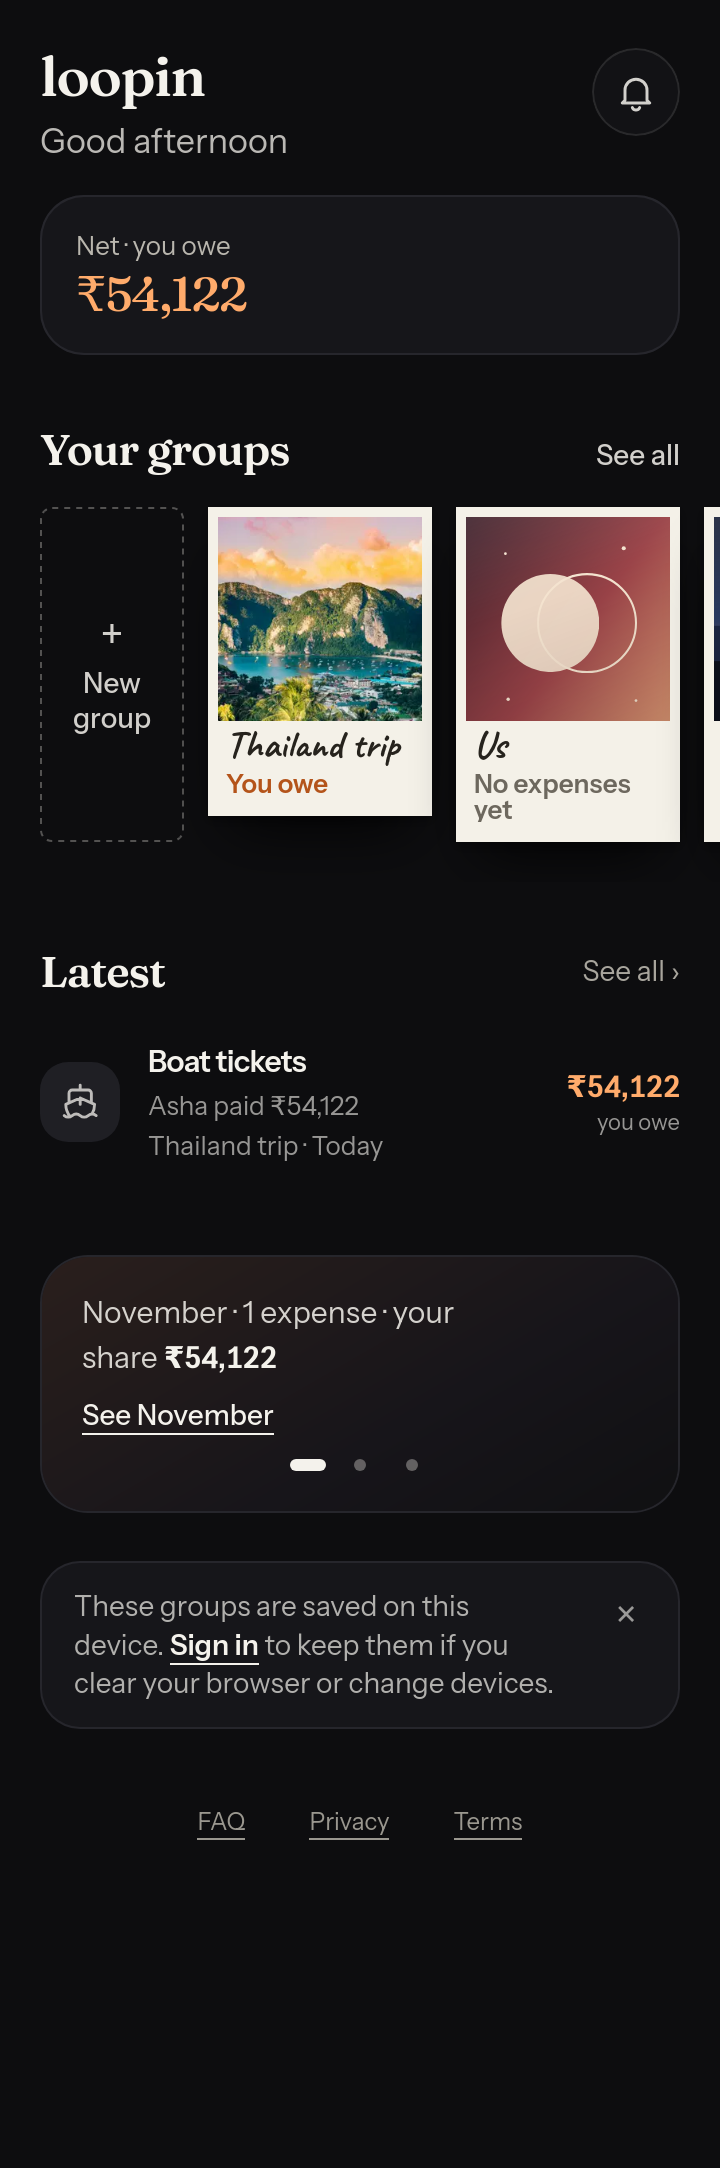 loopin
Good afternoon
Net · you owe
₹54,122
Your groups
See all
+
New
group
Thailand trip
You owe
Us
No expenses
yet
Latest
See all ›
Boat tickets
Asha paid ₹54,122
Thailand trip · Today
₹54,122
you owe
November · 1 expense · your
share ₹54,122
See November
These groups are saved on this
device. Sign in to keep them if you
clear your browser or change devices.
×
FAQ
Privacy
Terms